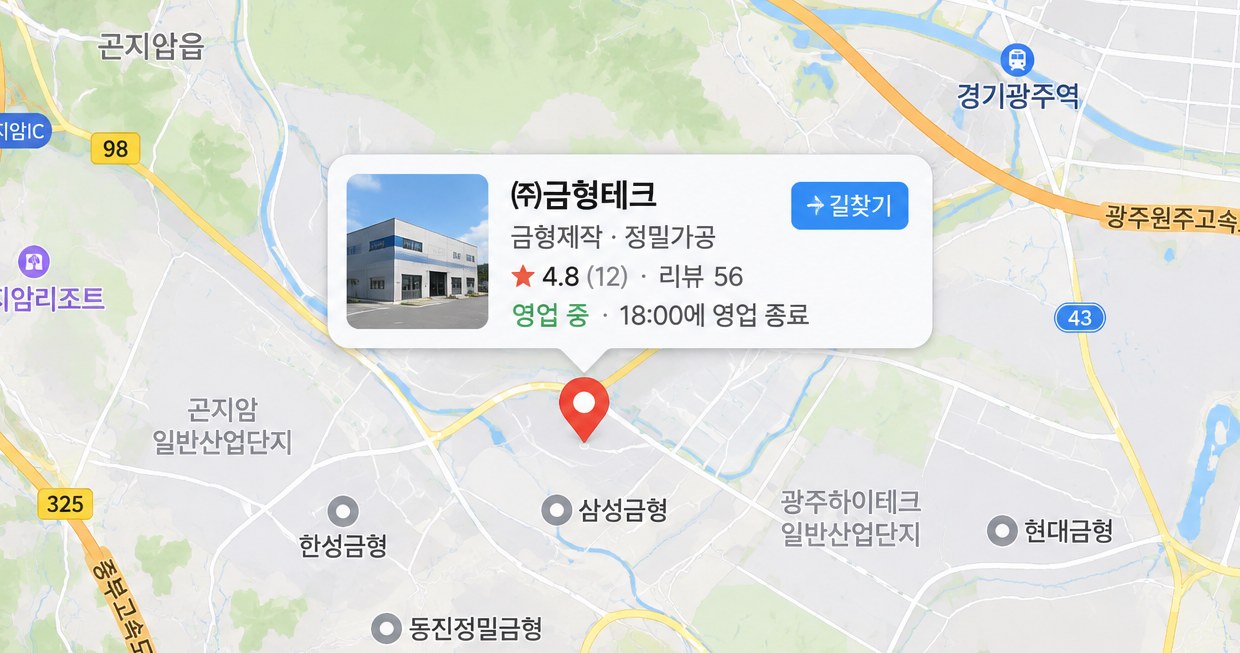 곤지암읍
경기광주역
지암IC
98
㈜금형테크
길찾기
금형제작 · 정밀가공
4.8 (12) · 리뷰 56
영업 중 · 18:00에 영업 종료
광주원주고속
지암리조트
43
곤지암
일반산업단지
325
한성금형
삼성금형
광주하이테크
일반산업단지
현대금형
중부고속도
동진정밀금형